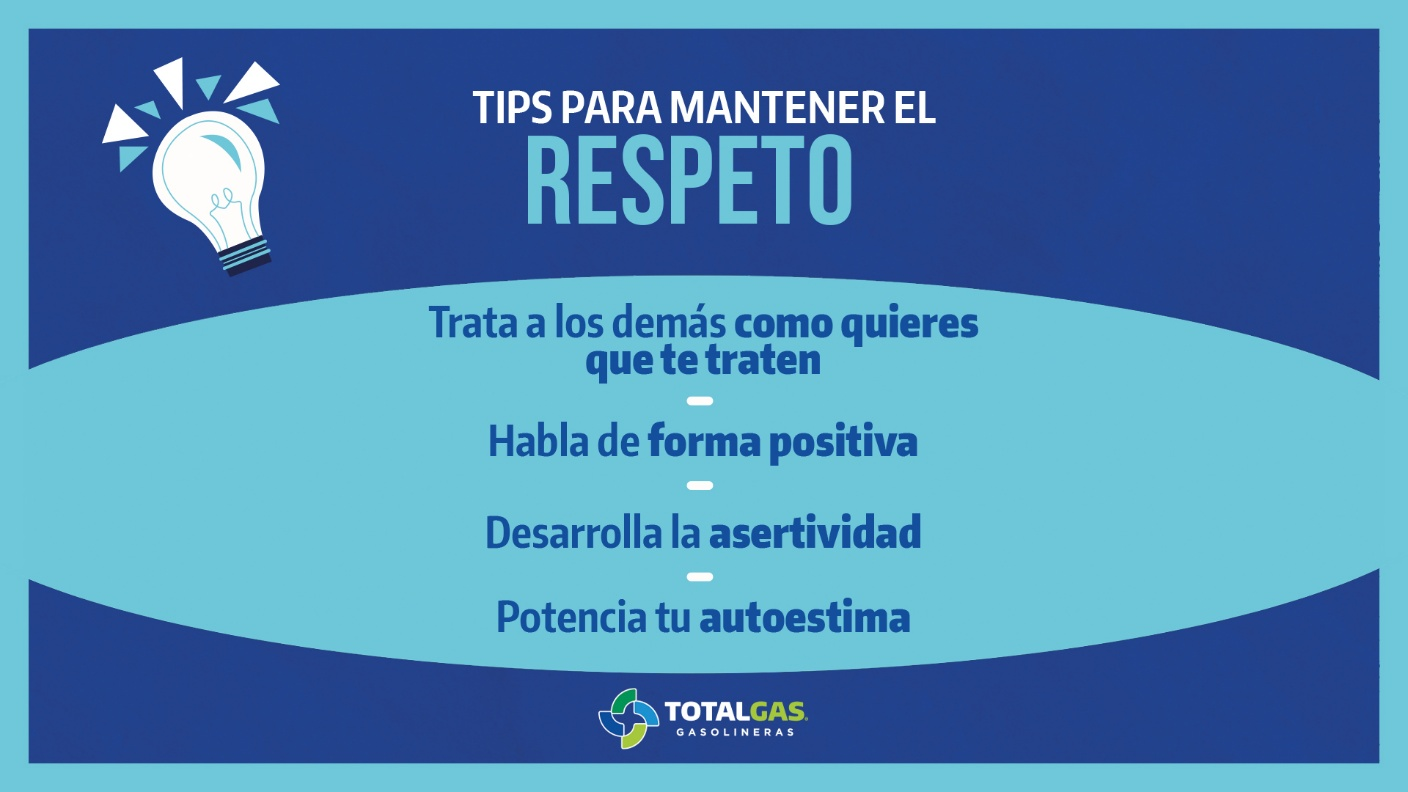 TIPS PARA MANTENER EL
RESPETO
Trata a los demás como quieres
que te traten
Habla de forma positiva
Desarrolla la asertividad
Potencia tu autoestima
TOTALGAS
GASOLINERAS